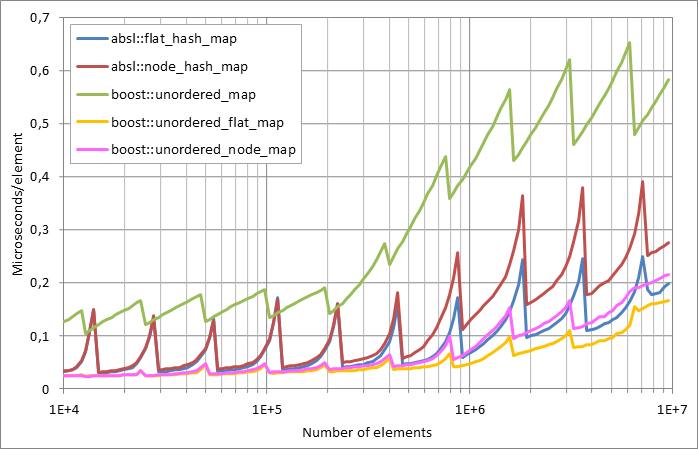 0,7
0,6
0,5
0,4
0,3
0,2
0,1
0
Microseconds/element
absl::flat_hash_map
absl::node_hash_map
boost::unordered_map
boost::unordered_flat_map
boost::unordered_node_map
1E+4
1E+5
1E+6
1E+7
Number of elements